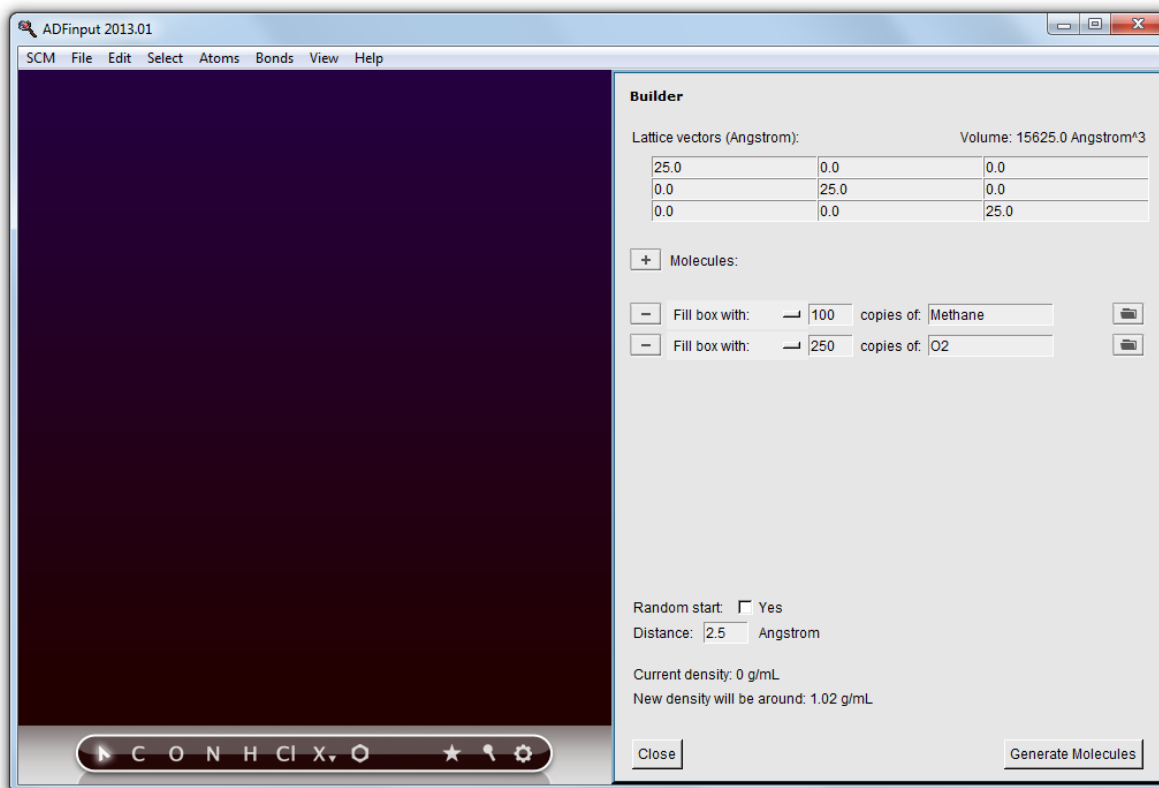 ADFinput 2013.01
SCM File Edit Select Atoms Bonds View Help
Builder
Lattice vectors (Angstrom): Volume: 15625.0 Angstrom^3
25.0 0.0 0.0
0.0 25.0 0.0
0.0 0.0 25.0
+ Molecules:
− Fill box with: 100 copies of: Methane
− Fill box with: 250 copies of: O2
Random start: Yes
Distance: 2.5 Angstrom
Current density: 0 g/mL
New density will be around: 1.02 g/mL
C O N H Cl X
Close Generate Molecules